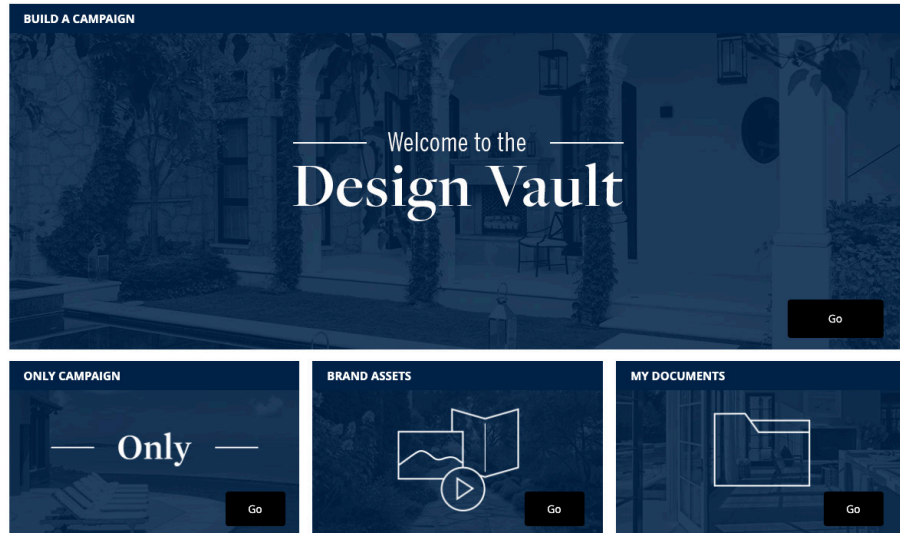 BUILD A CAMPAIGN
Welcome to the
Design Vault
Go
ONLY CAMPAIGN
Only
Go
BRAND ASSETS
Go
MY DOCUMENTS
Go